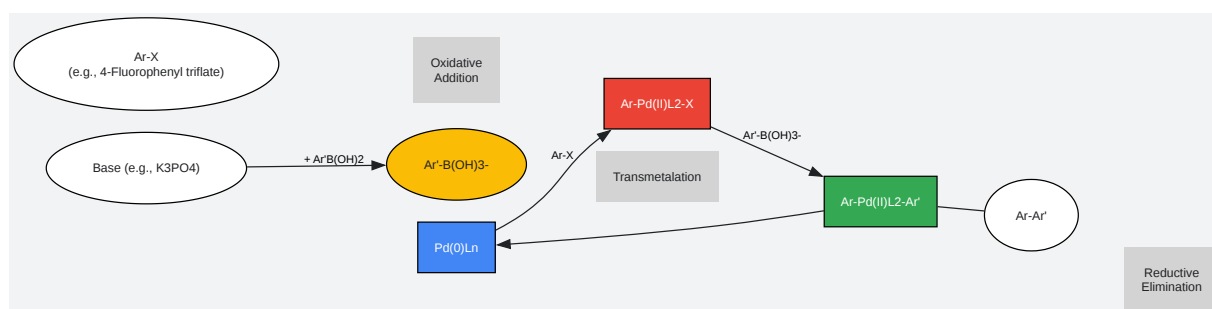 Ar-X
(e.g., 4-Fluorophenyl triflate)
Oxidative
Addition
Ar-Pd(II)L2-X
Ar'-B(OH)3-
Base (e.g., K3PO4)
+ Ar'B(OH)2
Ar'-B(OH)3-
Ar-X
Transmetalation
Ar-Pd(II)L2-Ar'
Ar-Ar'
Pd(0)Ln
Reductive
Elimination